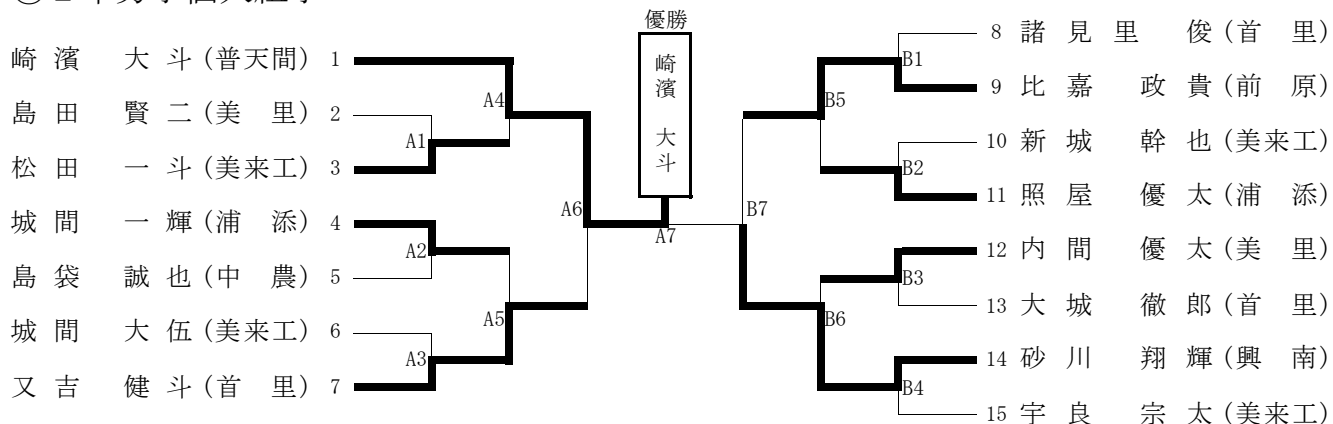 優勝
崎濱 大斗
崎濱 大斗(普天間) 1
島田 賢二(美 里) 2
松田 一斗(美来工) 3
城間 一輝(浦 添) 4
島袋 誠也(中 農) 5
城間 大伍(美来工) 6
又吉 健斗(首 里) 7
A1
A2
A3
A4
A5
A6
A7
B7
B5
B6
B1
B2
B3
B4
8 諸見里 俊(首 里)
9 比嘉 政貴(前 原)
10 新城 幹也(美来工)
11 照屋 優太(浦 添)
12 内間 優太(美 里)
13 大城 徹郎(首 里)
14 砂川 翔輝(興 南)
15 宇良 宗太(美来工)